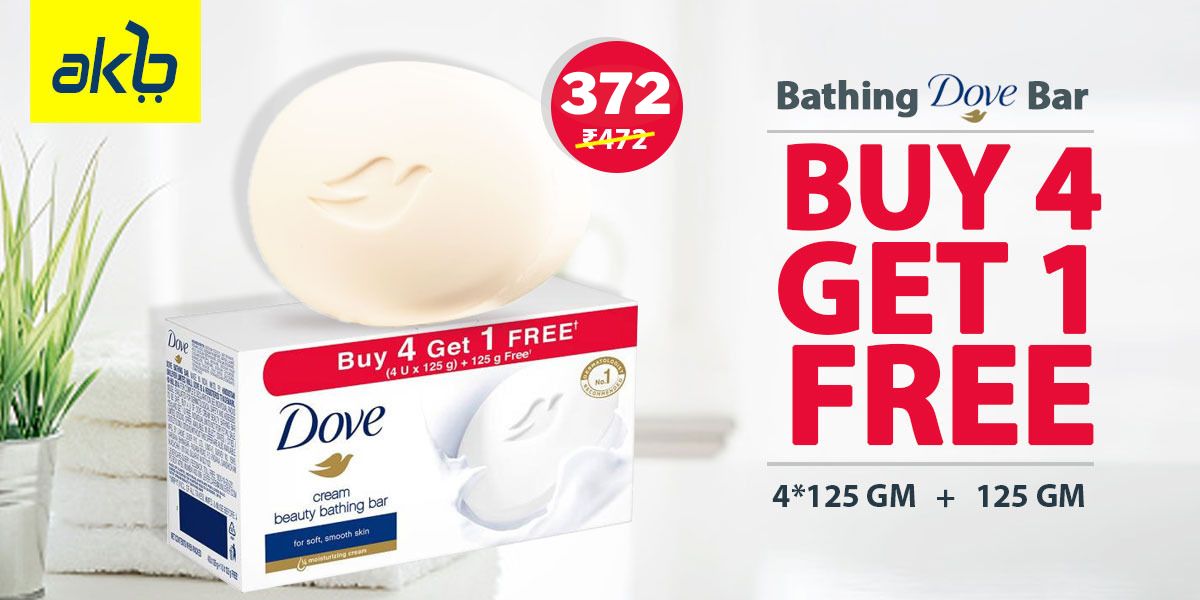 akb
372
₹472
Bathing Dove Bar
BUY 4
GET 1
FREE
4*125 GM + 125 GM
Buy 4 Get 1 FREE†
(4 U x 125 g) + 125 g Free†
DERMATOLOGIST
No.1
RECOMMENDED
Dove
cream
beauty bathing bar
for soft, smooth skin
¼ moisturizing cream
Dove